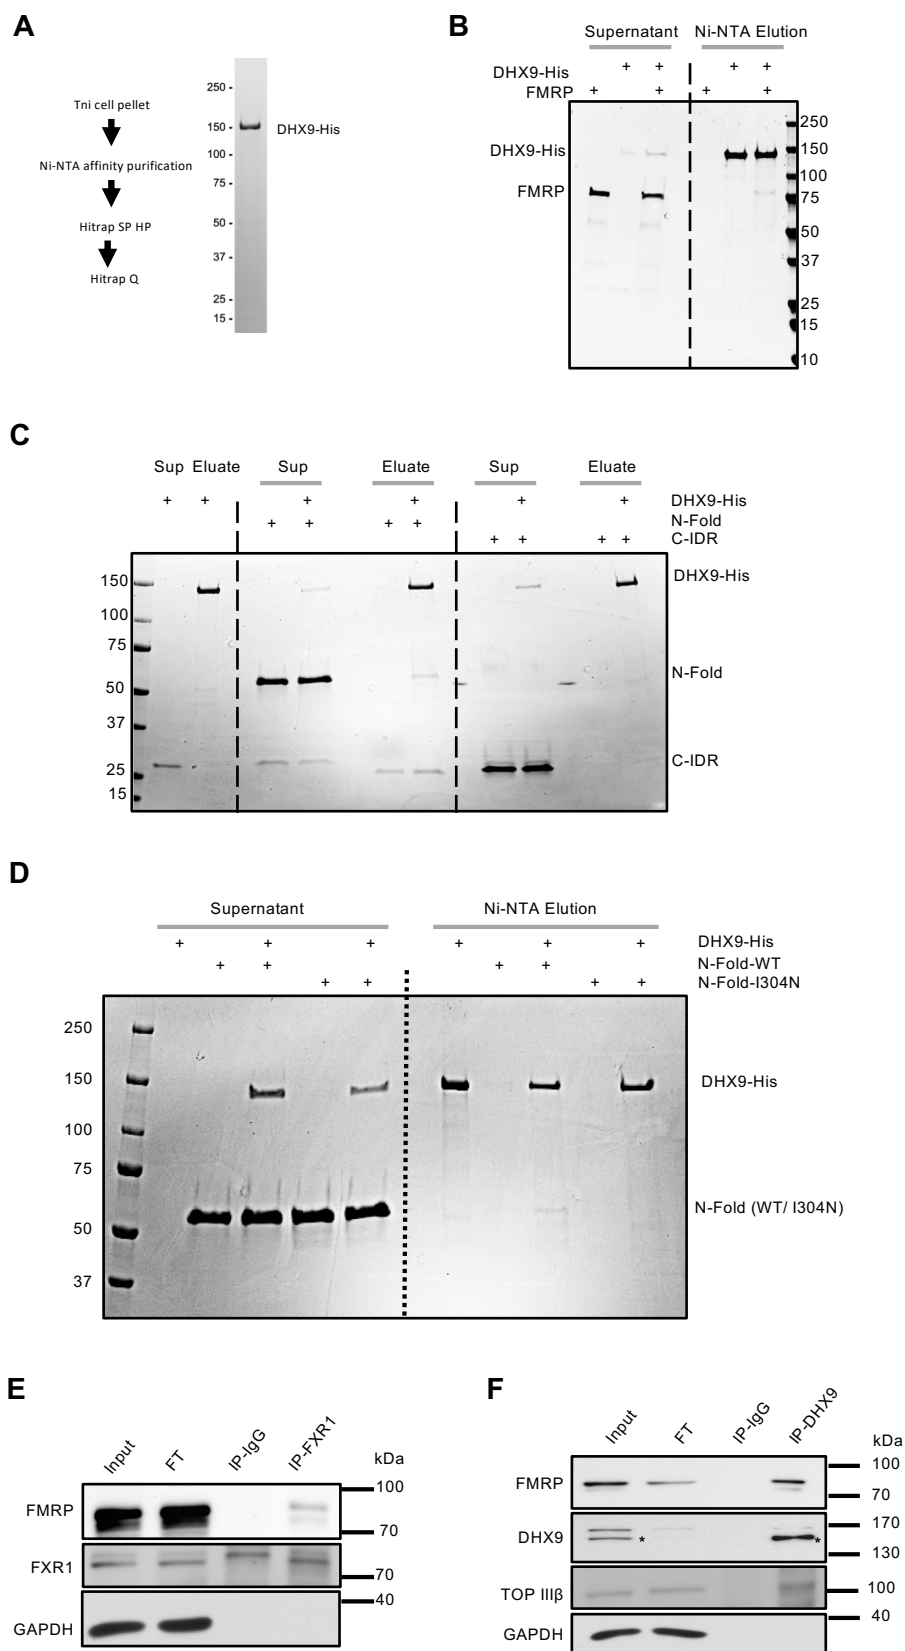 A
Tni cell pellet
Ni-NTA affinity purification
Hitrap SP HP
Hitrap Q
250 -
150 -
100 -
75 -
50 -
37 -
25 -
15 -
DHX9-His
B
Supernatant Ni-NTA Elution
DHX9-His + + + +
FMRP + + + +
DHX9-His
FMRP
250
150
100
75
50
37
25
15
10
C
Sup Eluate Sup Eluate Sup Eluate
+ + + + + + DHX9-His
+ + + + N-Fold
+ + + + C-IDR
150
100
75
50
37
25
15
DHX9-His
N-Fold
C-IDR
D
Supernatant Ni-NTA Elution
+ + + + + + DHX9-His
+ + + + N-Fold-WT
+ + + + N-Fold-I304N
250
150
100
75
50
37
DHX9-His
N-Fold (WT/ I304N)
E
Input FT IP-IgG IP-FXR1
kDa
FMRP 100
70
FXR1 70
40
GAPDH
F
Input FT IP-IgG IP-DHX9
kDa
FMRP 100
70
DHX9 * * 170
130
TOP IIIβ 100
40
GAPDH